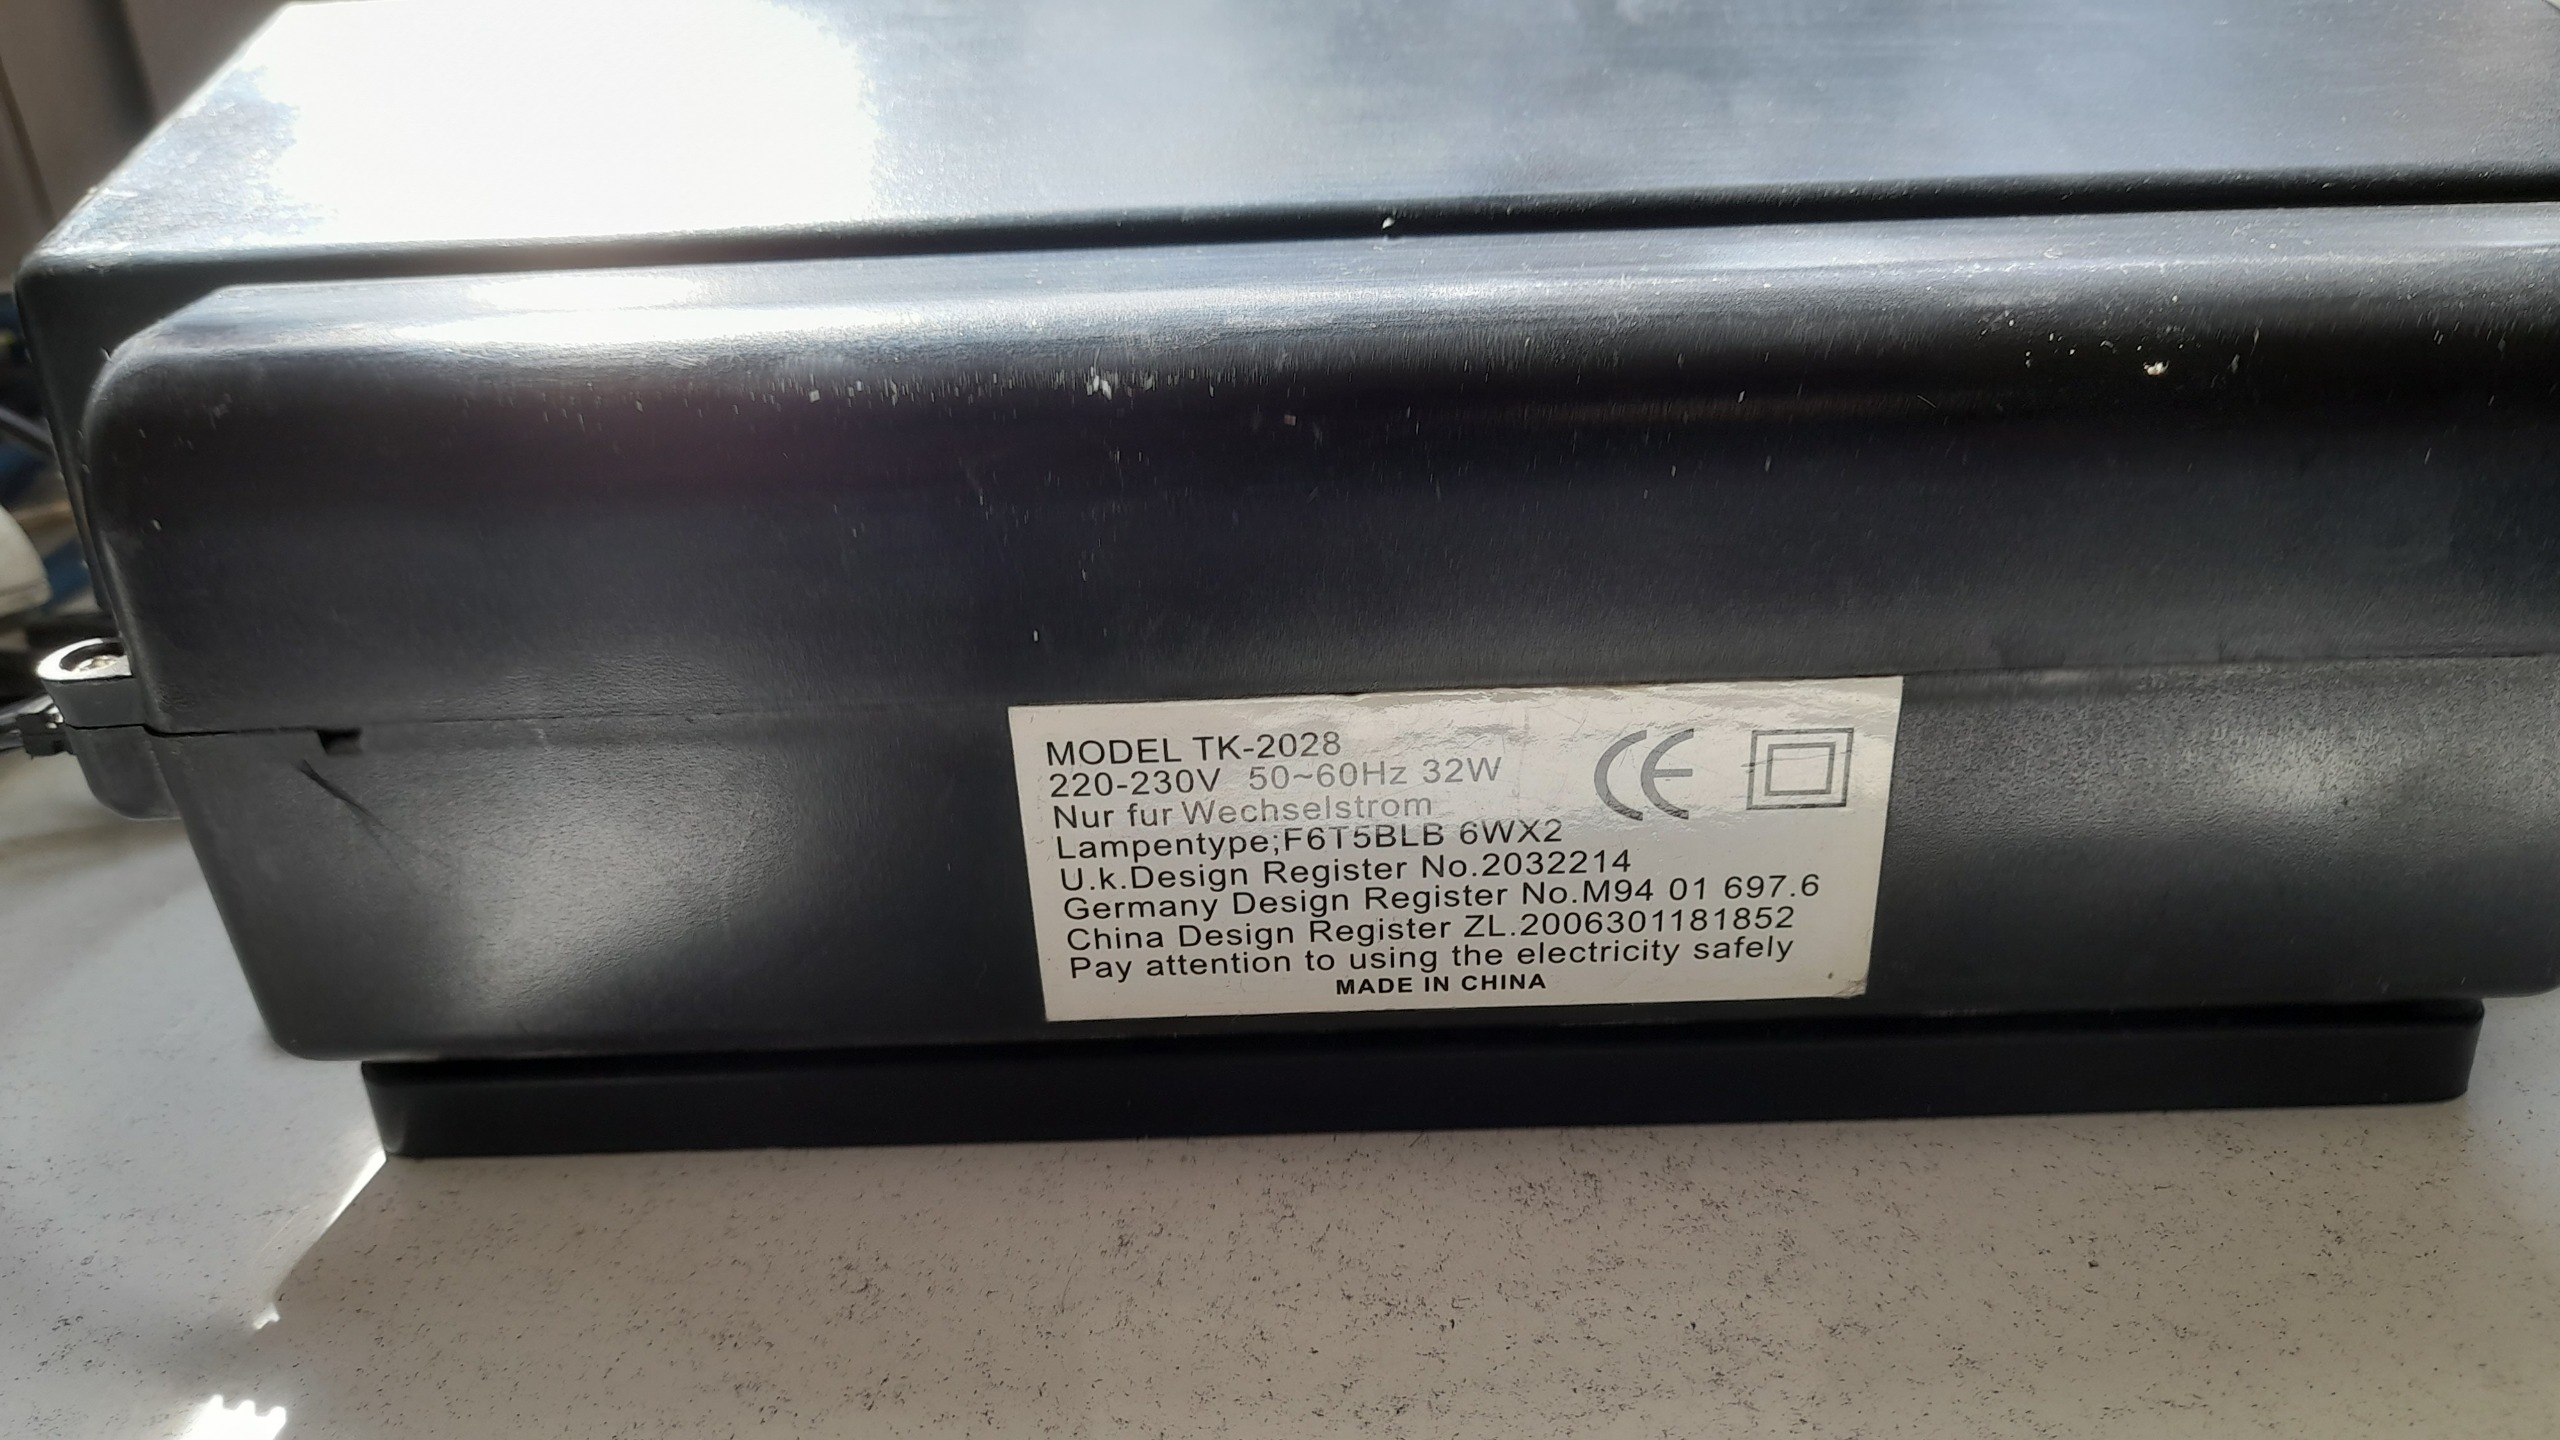 MODEL TK-2028
220-230V 50~60Hz 32W
Nur fur Wechselstrom
Lampentype;F6T5BLB 6WX2
U.k.Design Register No.2032214
Germany Design Register No.M94 01 697.6
China Design Register ZL.2006301181852
Pay attention to using the electricity safely
MADE IN CHINA
CE